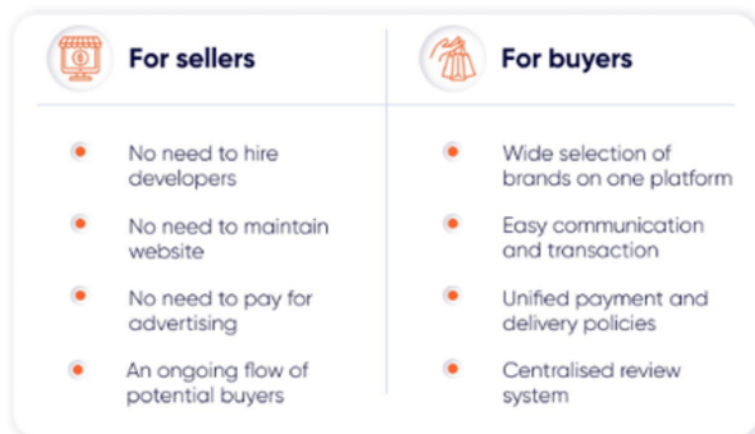 For sellers
No need to hire
developers
No need to maintain
website
No need to pay for
advertising
An ongoing flow of
potential buyers
For buyers
Wide selection of
brands on one platform
Easy communication
and transaction
Unified payment and
delivery policies
Centralised review
system